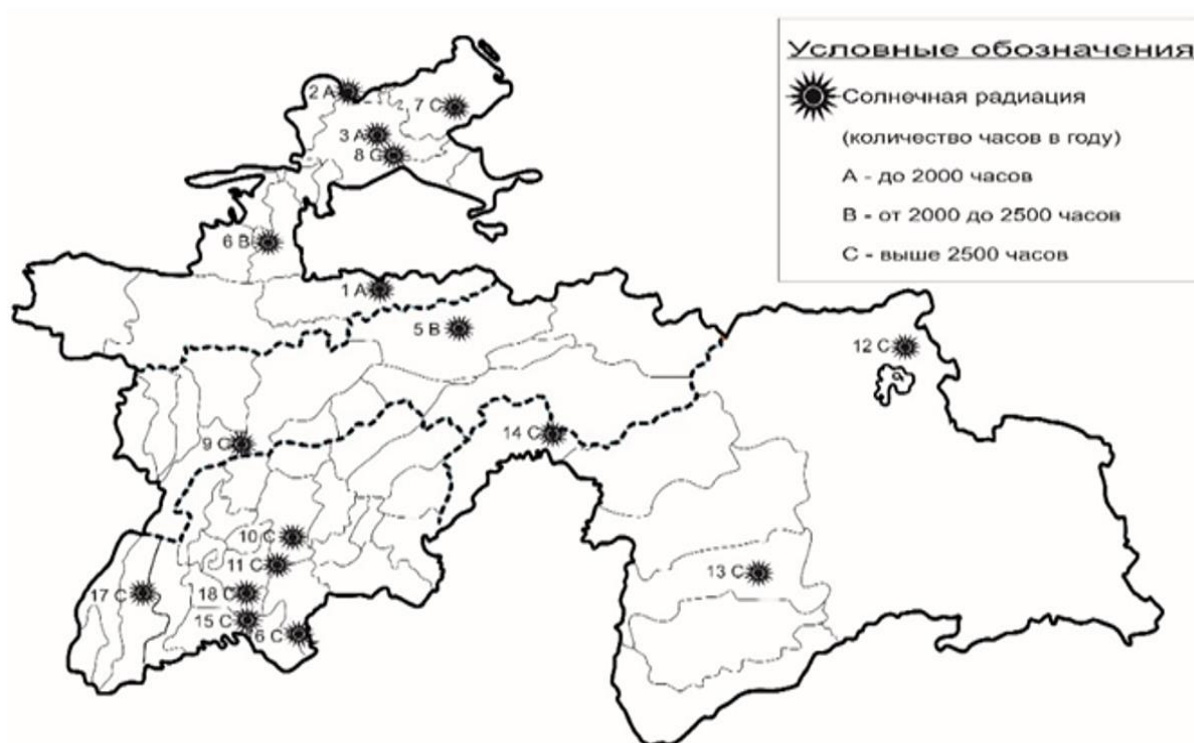 Условные обозначения
Солнечная радиация
(количество часов в году)
А - до 2000 часов
В - от 2000 до 2500 часов
С - выше 2500 часов
2 А
7 С
3 А
8 С
6 В
1 А
5 В
12 С
14 С
9 С
10 С
11 С
13 С
17 С
18 С
15 С
6 С